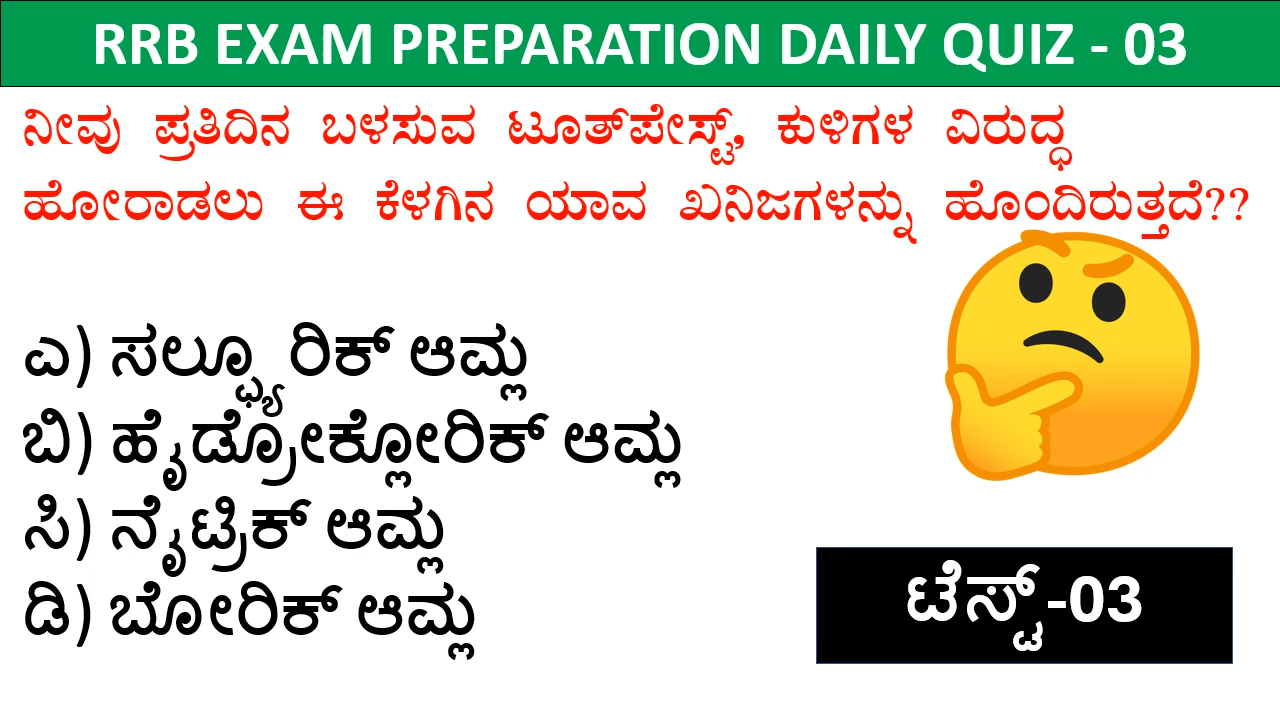 RRB EXAM PREPARATION DAILY QUIZ - 03
ನೀವು ಪ್ರತಿದಿನ ಬಳಸುವ ಟೂತ್‌ಪೇಸ್ಟ್, ಕುಳಿಗಳ ವಿರುದ್ಧ
ಹೋರಾಡಲು ಈ ಕೆಳಗಿನ ಯಾವ ಖನಿಜಗಳನ್ನು ಹೊಂದಿರುತ್ತದೆ??
ಎ) ಸಲ್ಫ್ಯೂರಿಕ್ ಆಮ್ಲ
ಬಿ) ಹೈಡ್ರೋಕ್ಲೋರಿಕ್ ಆಮ್ಲ
ಸಿ) ನೈಟ್ರಿಕ್ ಆಮ್ಲ
ಡಿ) ಬೋರಿಕ್ ಆಮ್ಲ
ಟೆಸ್ಟ್-03